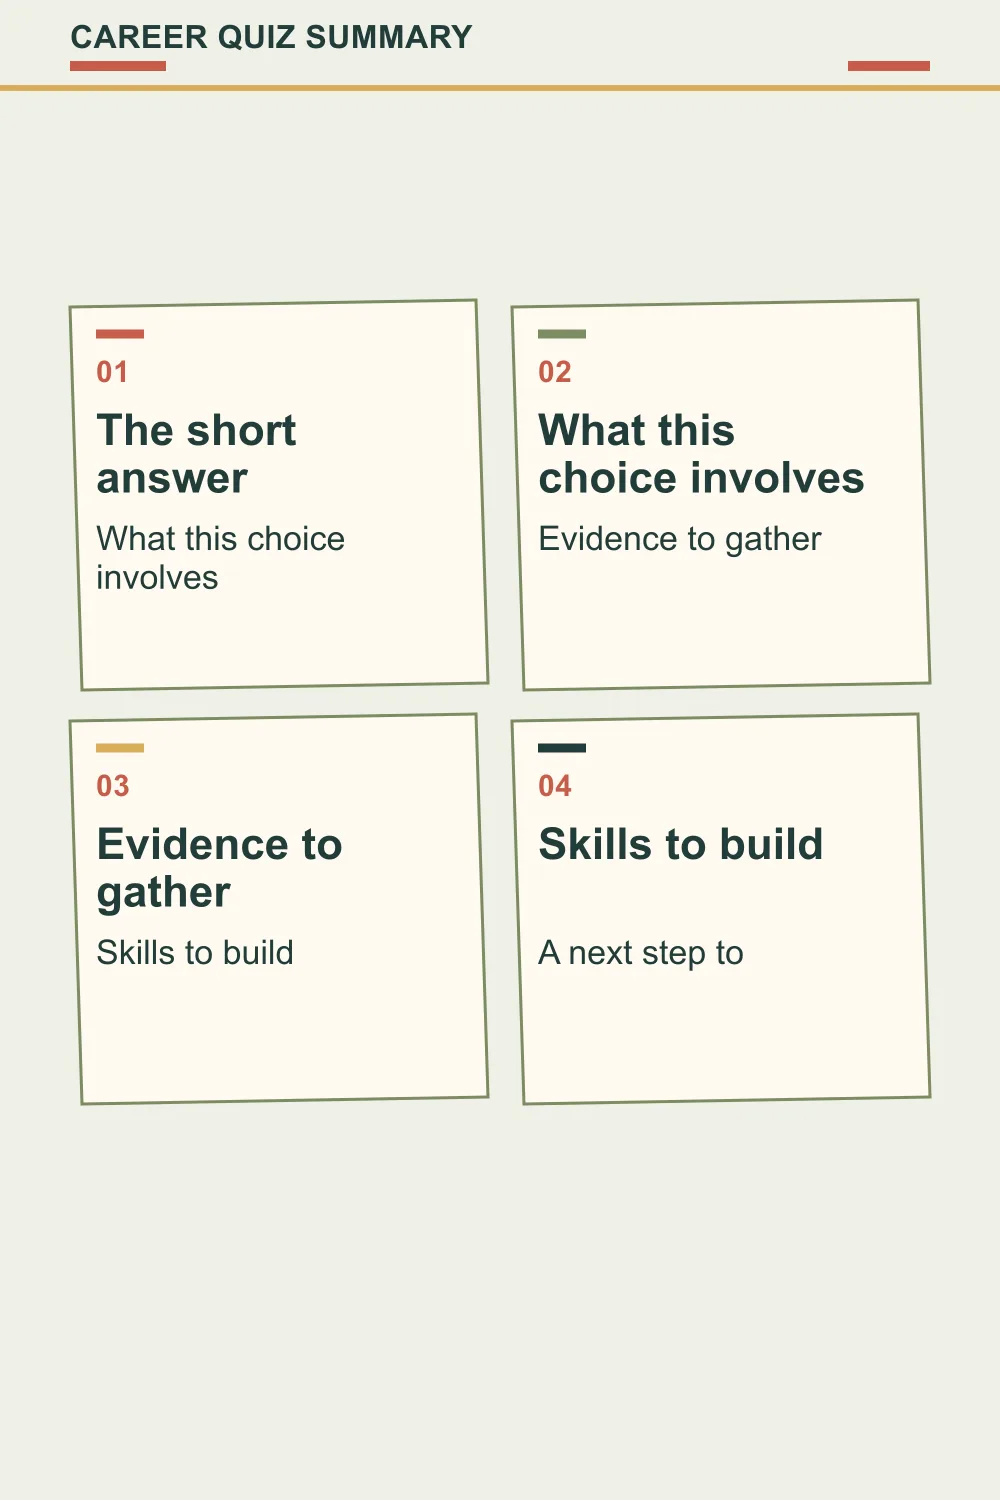 CAREER QUIZ SUMMARY
01
The short
answer
What this choice
involves
02
What this
choice involves
Evidence to gather
03
Evidence to
gather
Skills to build
04
Skills to build
A next step to